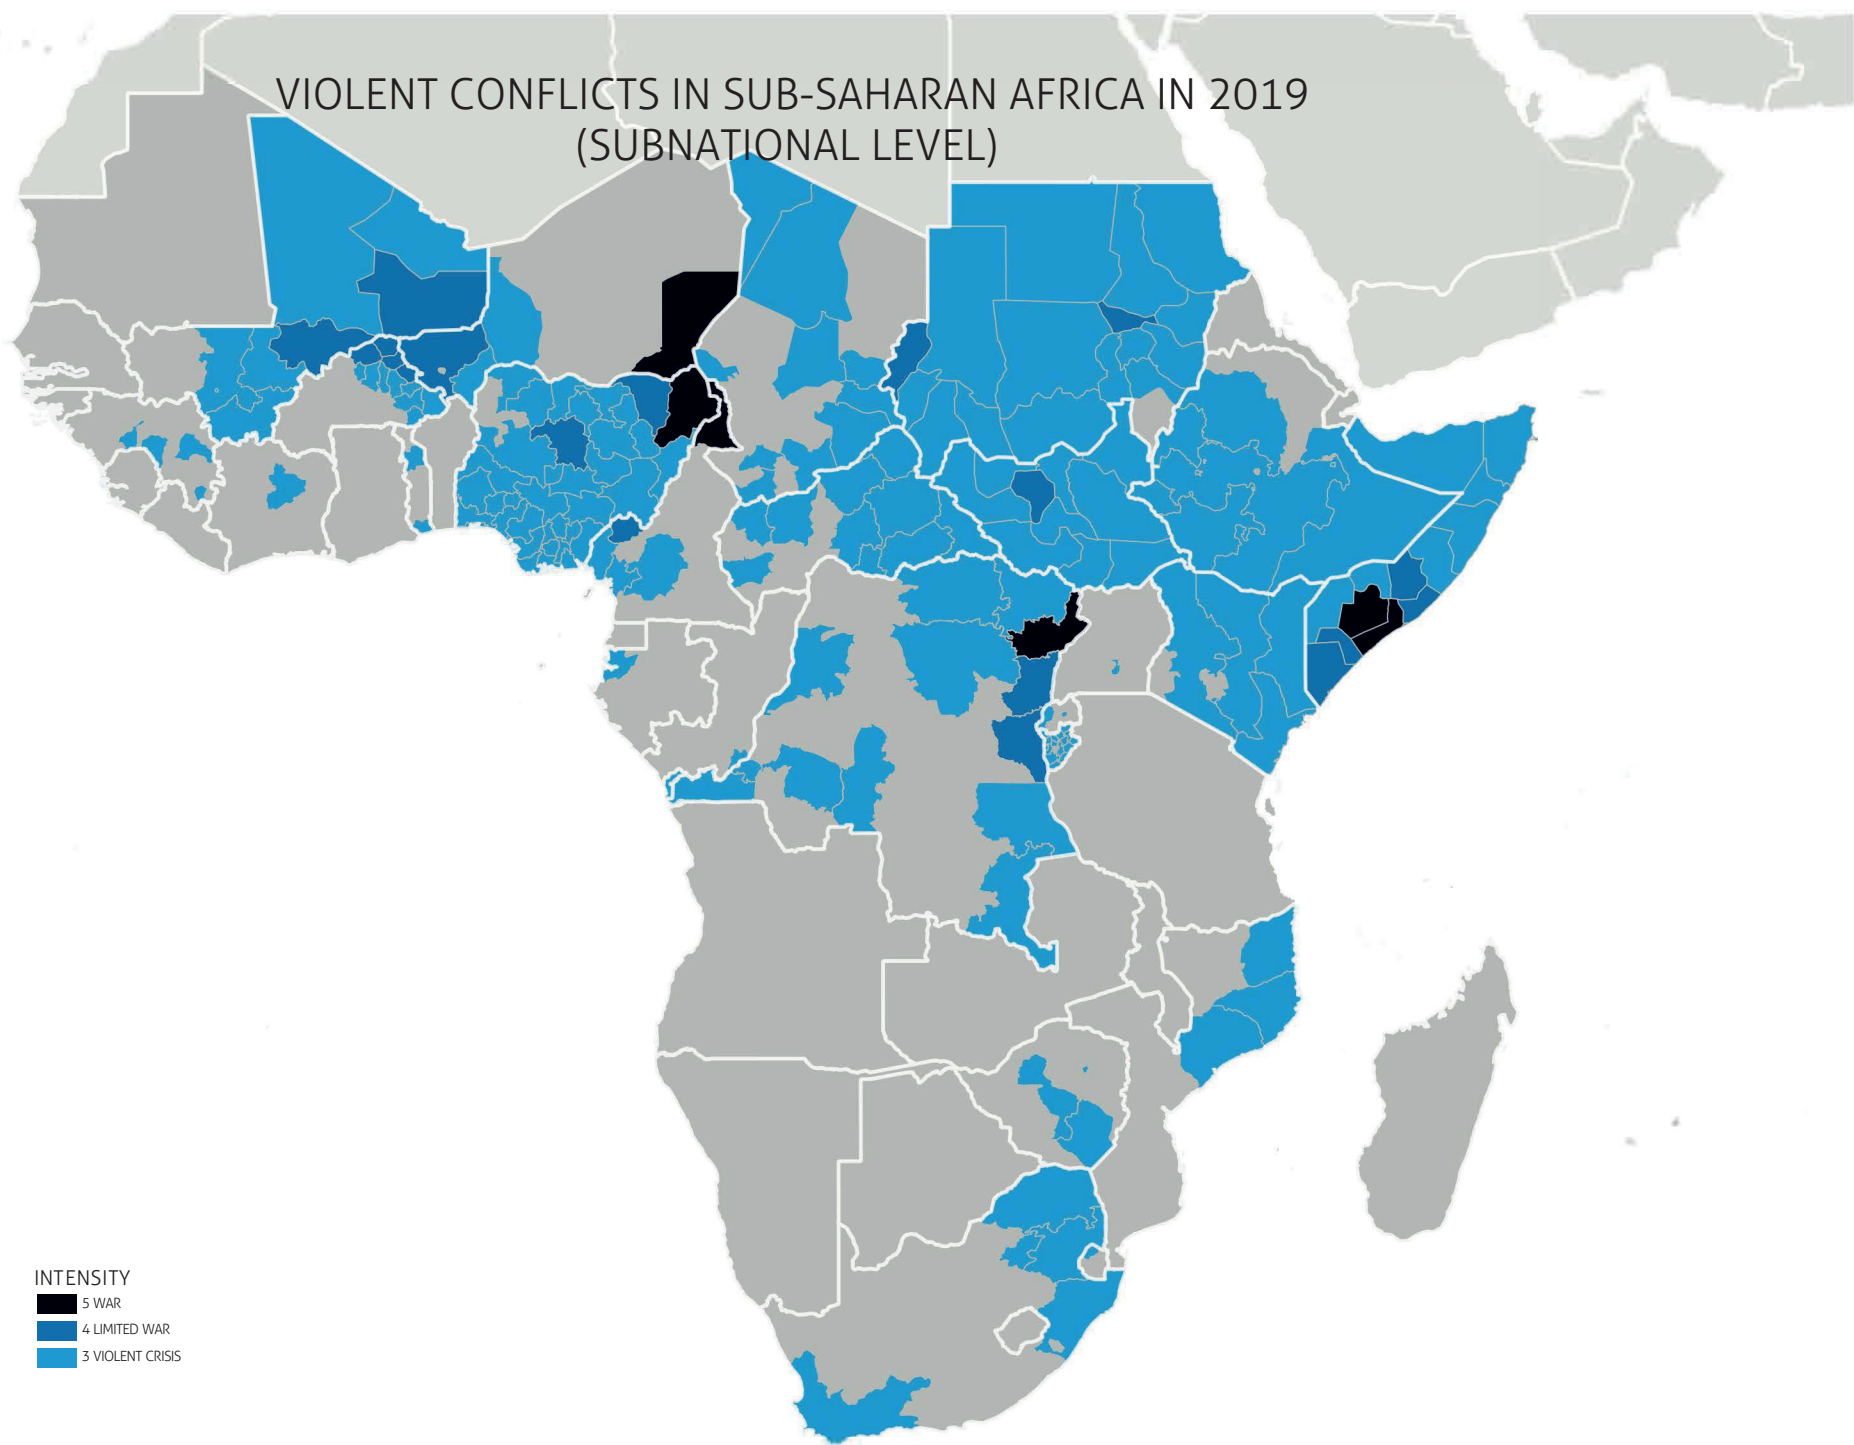 VIOLENT CONFLICTS IN SUB-SAHARAN AFRICA IN 2019
(SUBNATIONAL LEVEL)
INTENSITY
5 WAR
4 LIMITED WAR
3 VIOLENT CRISIS